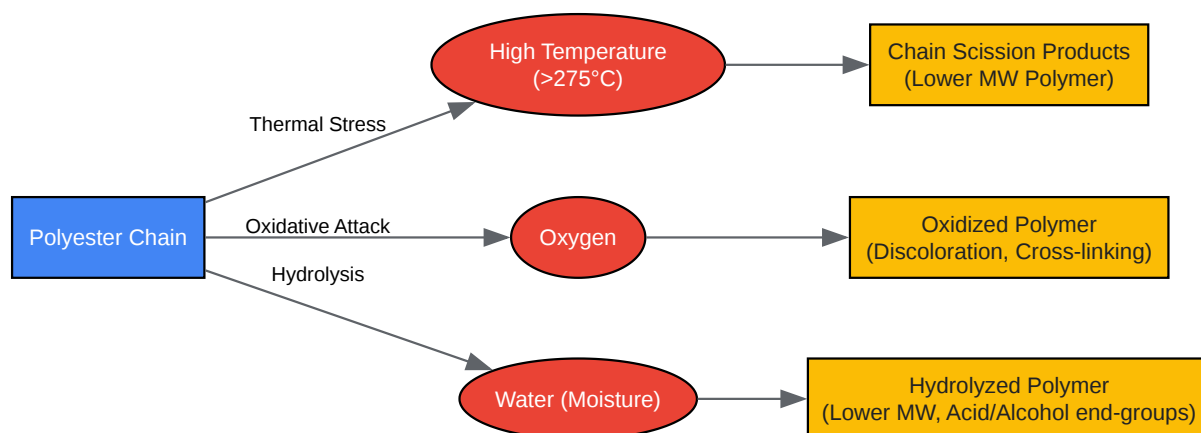 High Temperature
(>275°C)
Chain Scission Products
(Lower MW Polymer)
Thermal Stress
Polyester Chain
Oxidative Attack
Oxygen
Oxidized Polymer
(Discoloration, Cross-linking)
Hydrolysis
Water (Moisture)
Hydrolyzed Polymer
(Lower MW, Acid/Alcohol end-groups)